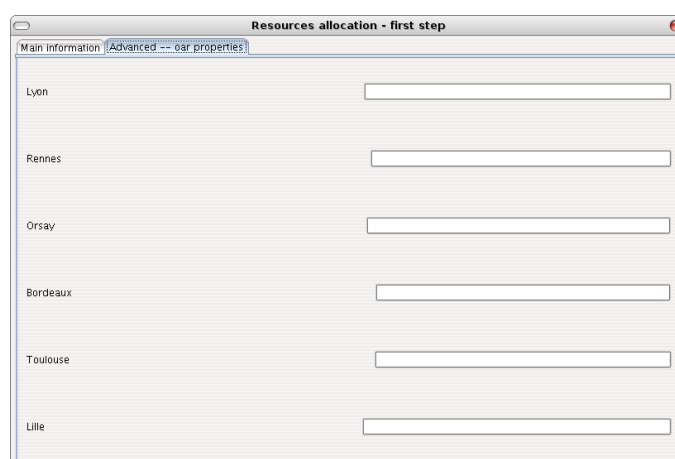 Resources allocation - first step
Main information
Advanced -- oar properties
Lyon
Rennes
Orsay
Bordeaux
Toulouse
Lille